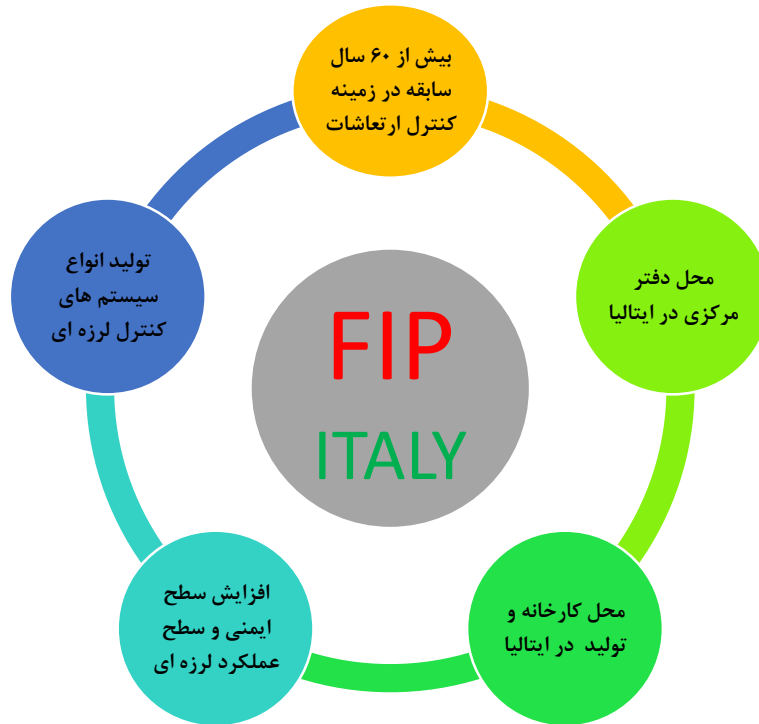 بیش از ۶۰ سال
سابقه در زمینه
کنترل ارتعاشات
محل دفتر
مرکزی در ایتالیا
محل کارخانه و
تولید در ایتالیا
افزایش سطح
ایمنی و سطح
عملکرد لرزه ای
تولید انواع
سیستم های
کنترل لرزه ای
FIP
ITALY